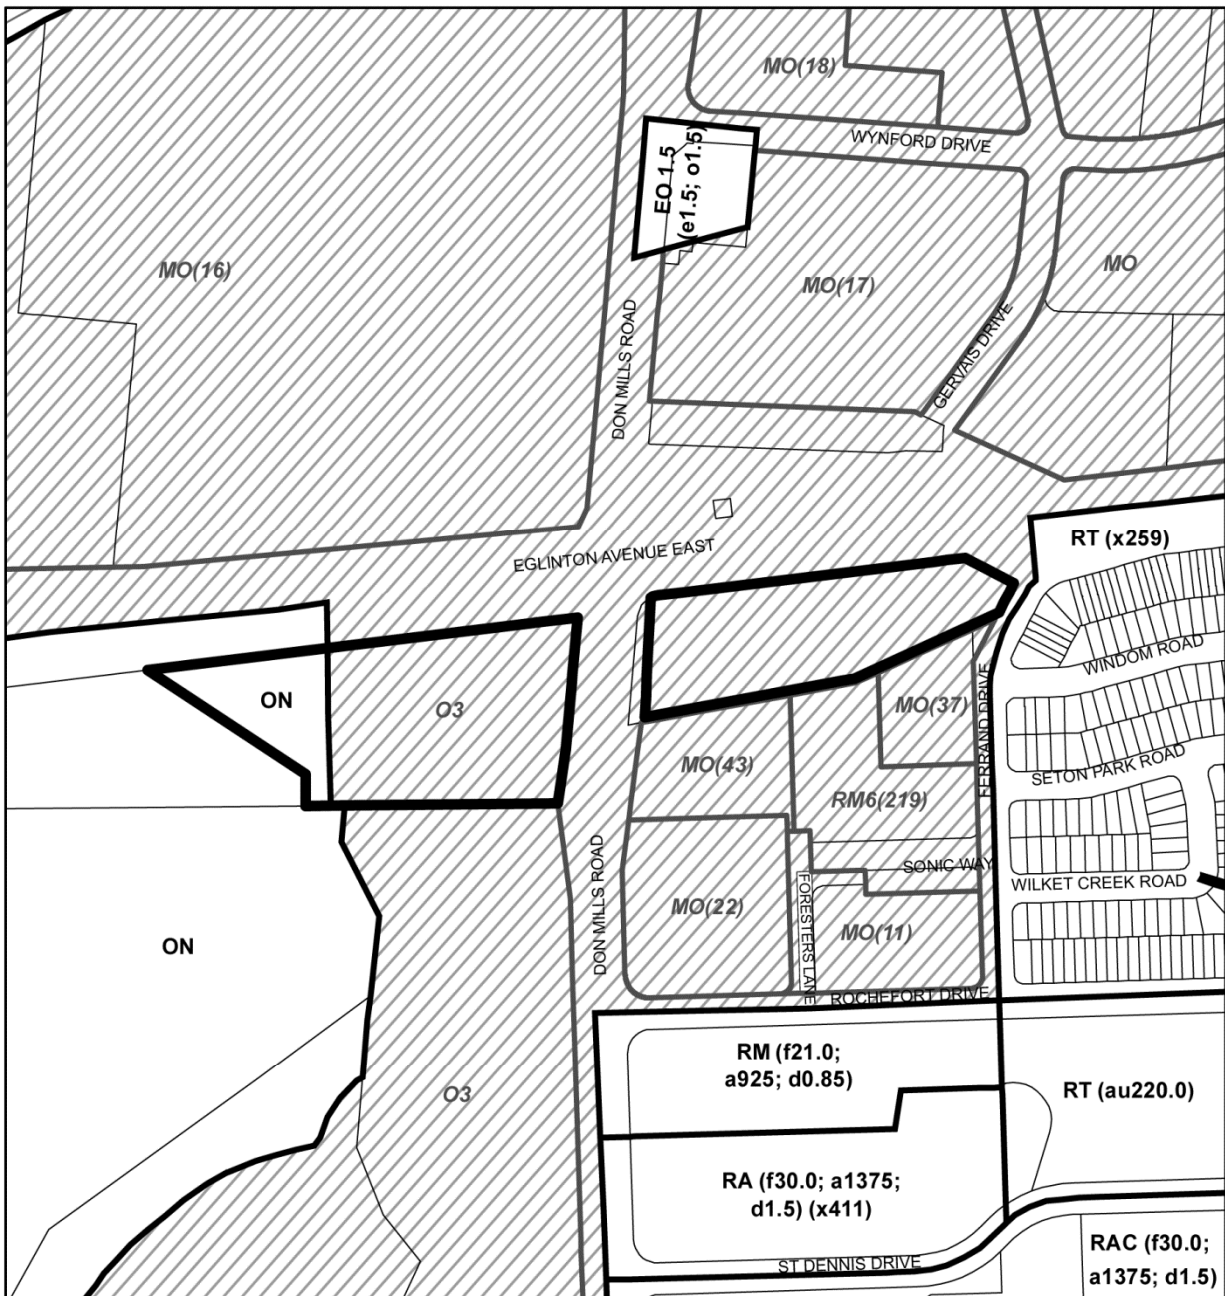 MO(18)
WYNFORD DRIVE
EO 1.5
(e1.5; o1.5)
MO(16)
MO(17)
MO
GERVAIS DRIVE
DON MILLS ROAD
EGLINTON AVENUE EAST
RT (x259)
WINDOM ROAD
ON
O3
MO(37)
FERRAND DRIVE
MO(43)
SETON PARK ROAD
RM6(219)
SONIC WAY
WILKET CREEK ROAD
DON MILLS ROAD
MO(22)
FORESTERS LANE
MO(11)
ON
ROCHEFORT DRIVE
RM (f21.0;
a925; d0.85)
O3
RT (au220.0)
RA (f30.0; a1375;
d1.5) (x411)
ST DENNIS DRIVE
RAC (f30.0;
a1375; d1.5)